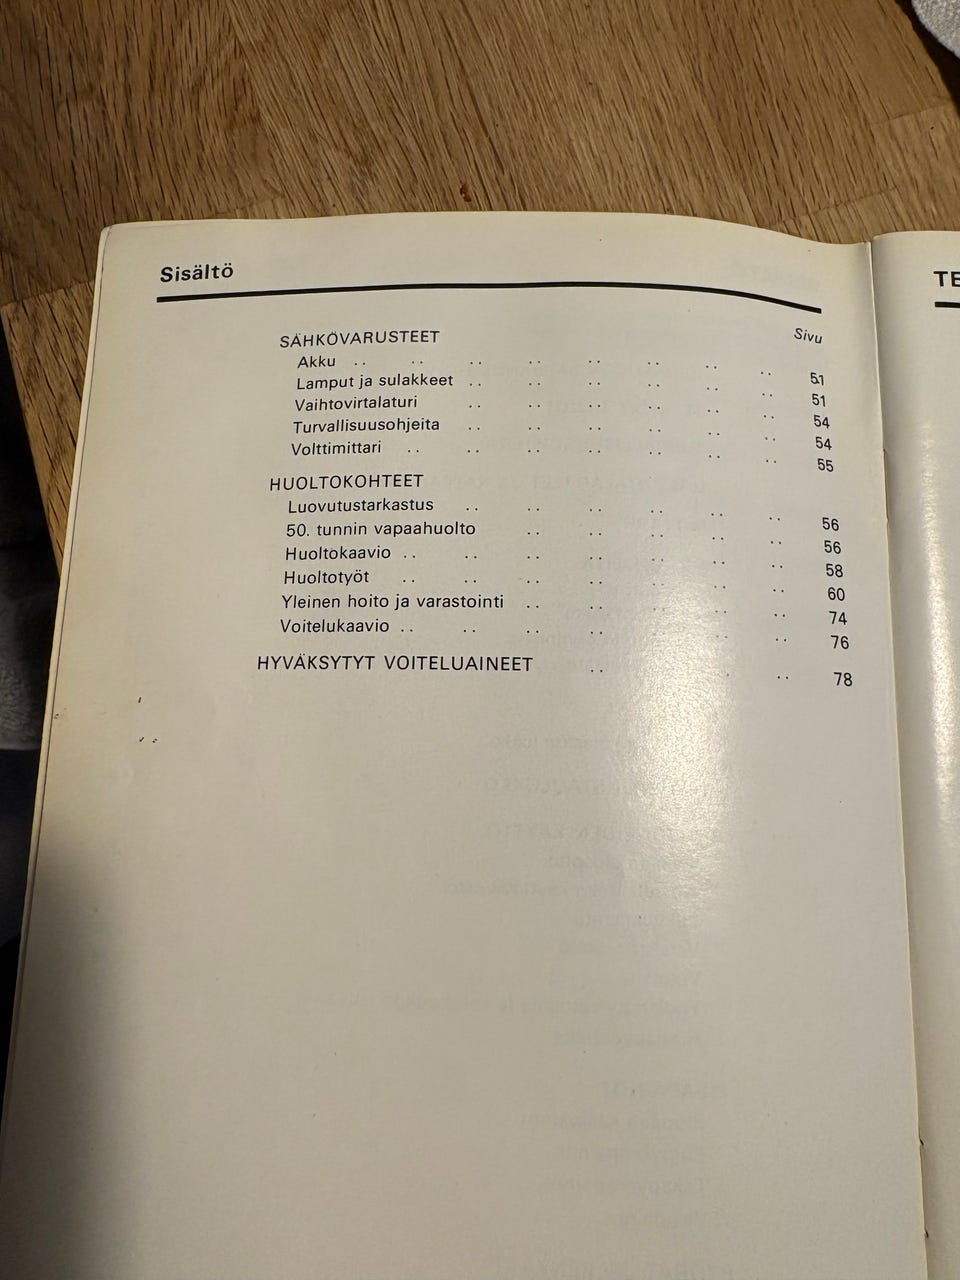 Sisältö
TE
Sivu
SÄHKÖVARUSTEET
Akku .. .. .. .. .. .. .. .. 51
Lamput ja sulakkeet .. .. .. .. .. .. 51
Vaihtovirtalaturi .. .. .. .. .. .. 54
Turvallisuusohjeita .. .. .. .. .. .. 54
Volttimittari .. .. .. .. .. .. .. 55
HUOLTOKOHTEET
Luovutustarkastus .. .. .. .. .. .. 56
50. tunnin vapaahuolto .. .. .. .. .. 56
Huoltokaavio .. .. .. .. .. .. .. 58
Huoltotyöt .. .. .. .. .. .. .. 60
Yleinen hoito ja varastointi .. .. .. .. .. 74
Voitelukaavio .. .. .. .. .. .. .. 76
HYVÄKSYTYT VOITELUAINEET .. .. .. .. 78